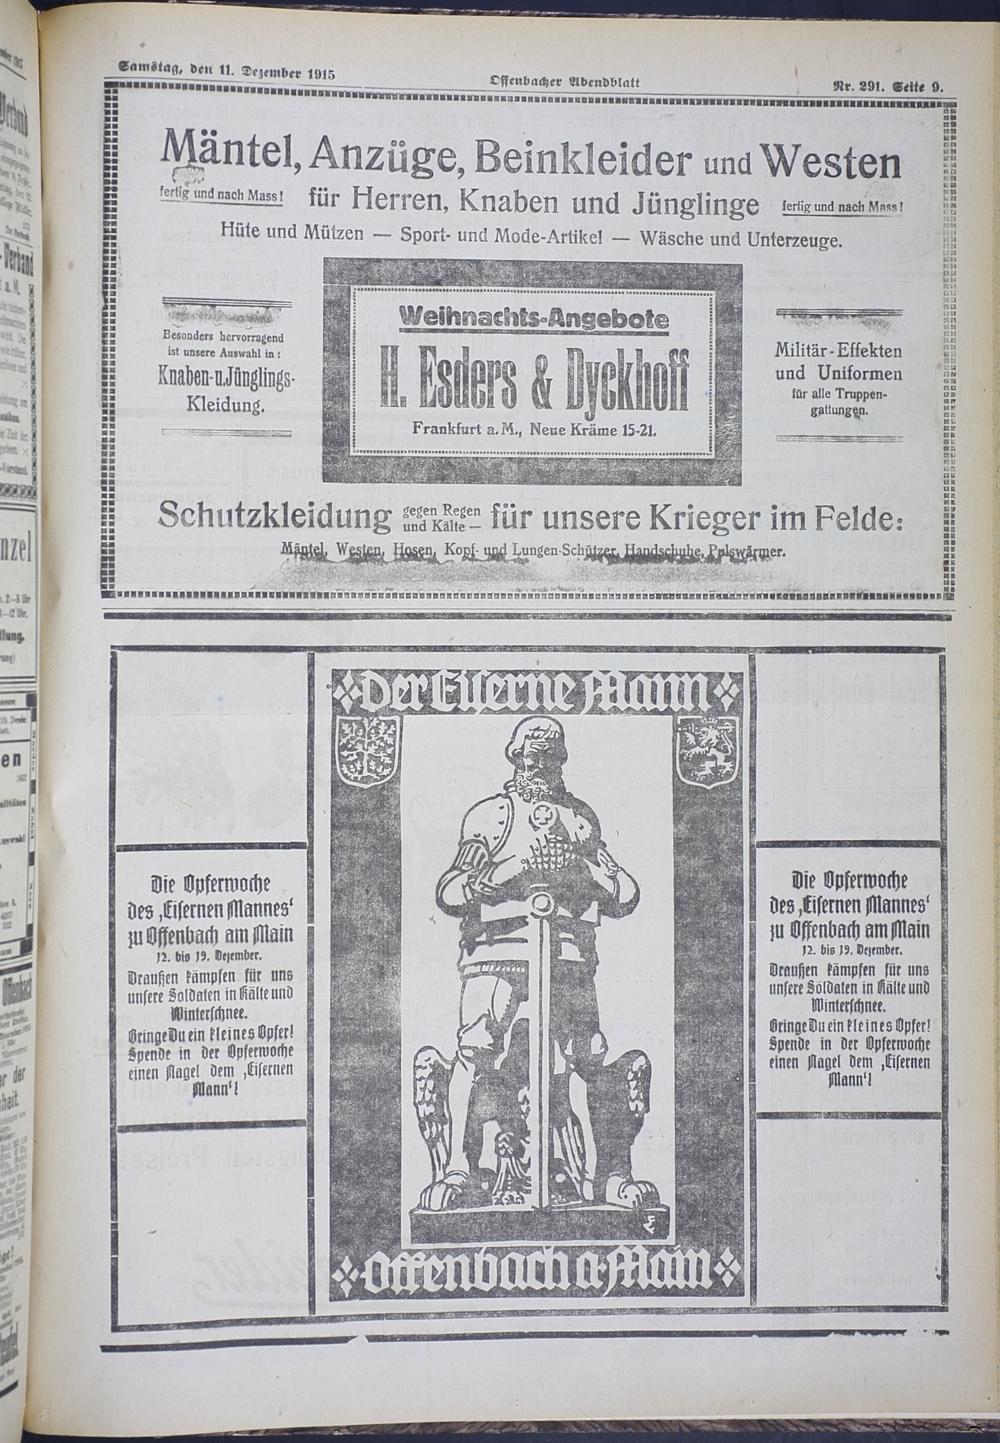 Samstag, den 11. Dezember 1915
Offenbacher Abendblatt
Nr. 291. Seite 9.
Mäntel, Anzüge, Beinkleider und Westen
fertig und nach Mass! für Herren, Knaben und Jünglinge fertig und nach Mass!
Hüte und Mützen — Sport- und Mode-Artikel — Wäsche und Unterzeuge.
Besonders hervorragend
ist unsere Auswahl in:
Knaben-u.Jünglings-
Kleidung.
Weihnachts-Angebote
H. Esders & Dyckhoff
Frankfurt a. M., Neue Kräme 15-21.
Militär-Effekten
und Uniformen
für alle Truppen-
gattungen.
Schutzkleidung gegen Regen und Kälte — für unsere Krieger im Felde:
Mäntel, Westen, Hosen, Kopf- und Lungen-Schützer, Handschuhe, Pulswärmer.
Der Eiserne Mann
Die Opferwoche
des ‚Eisernen Mannes‘
zu Offenbach am Main
12. bis 19. Dezember.
Draußen kämpfen für uns
unsere Soldaten in Kälte und
Winterschnee.
Bringe Du ein kleines Opfer!
Spende in der Opferwoche
einen Nagel dem ‚Eisernen
Mann‘!
Die Opferwoche
des ‚Eisernen Mannes‘
zu Offenbach am Main
12. bis 19. Dezember.
Draußen kämpfen für uns
unsere Soldaten in Kälte und
Winterschnee.
Bringe Du ein kleines Opfer!
Spende in der Opferwoche
einen Nagel dem ‚Eisernen
Mann‘!
Offenbach a. Main